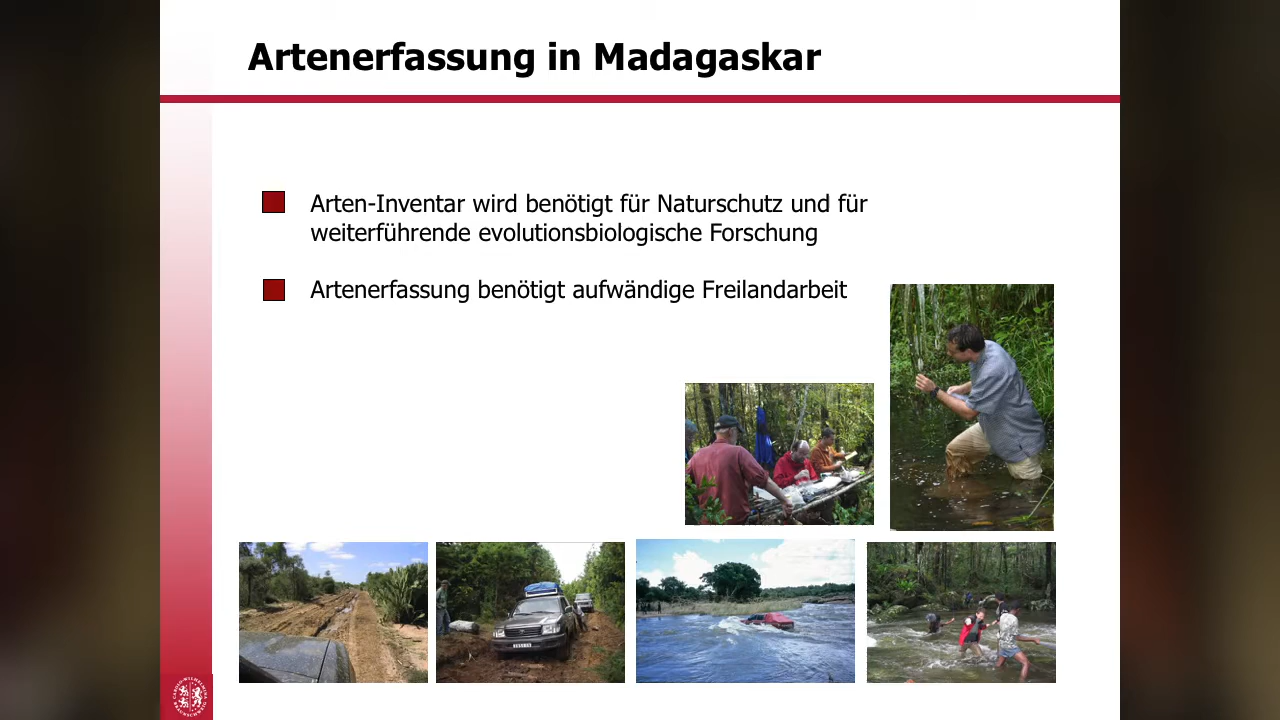 Artenerfassung in Madagaskar
Arten-Inventar wird benötigt für Naturschutz und für
weiterführende evolutionsbiologische Forschung
Artenerfassung benötigt aufwändige Freilandarbeit